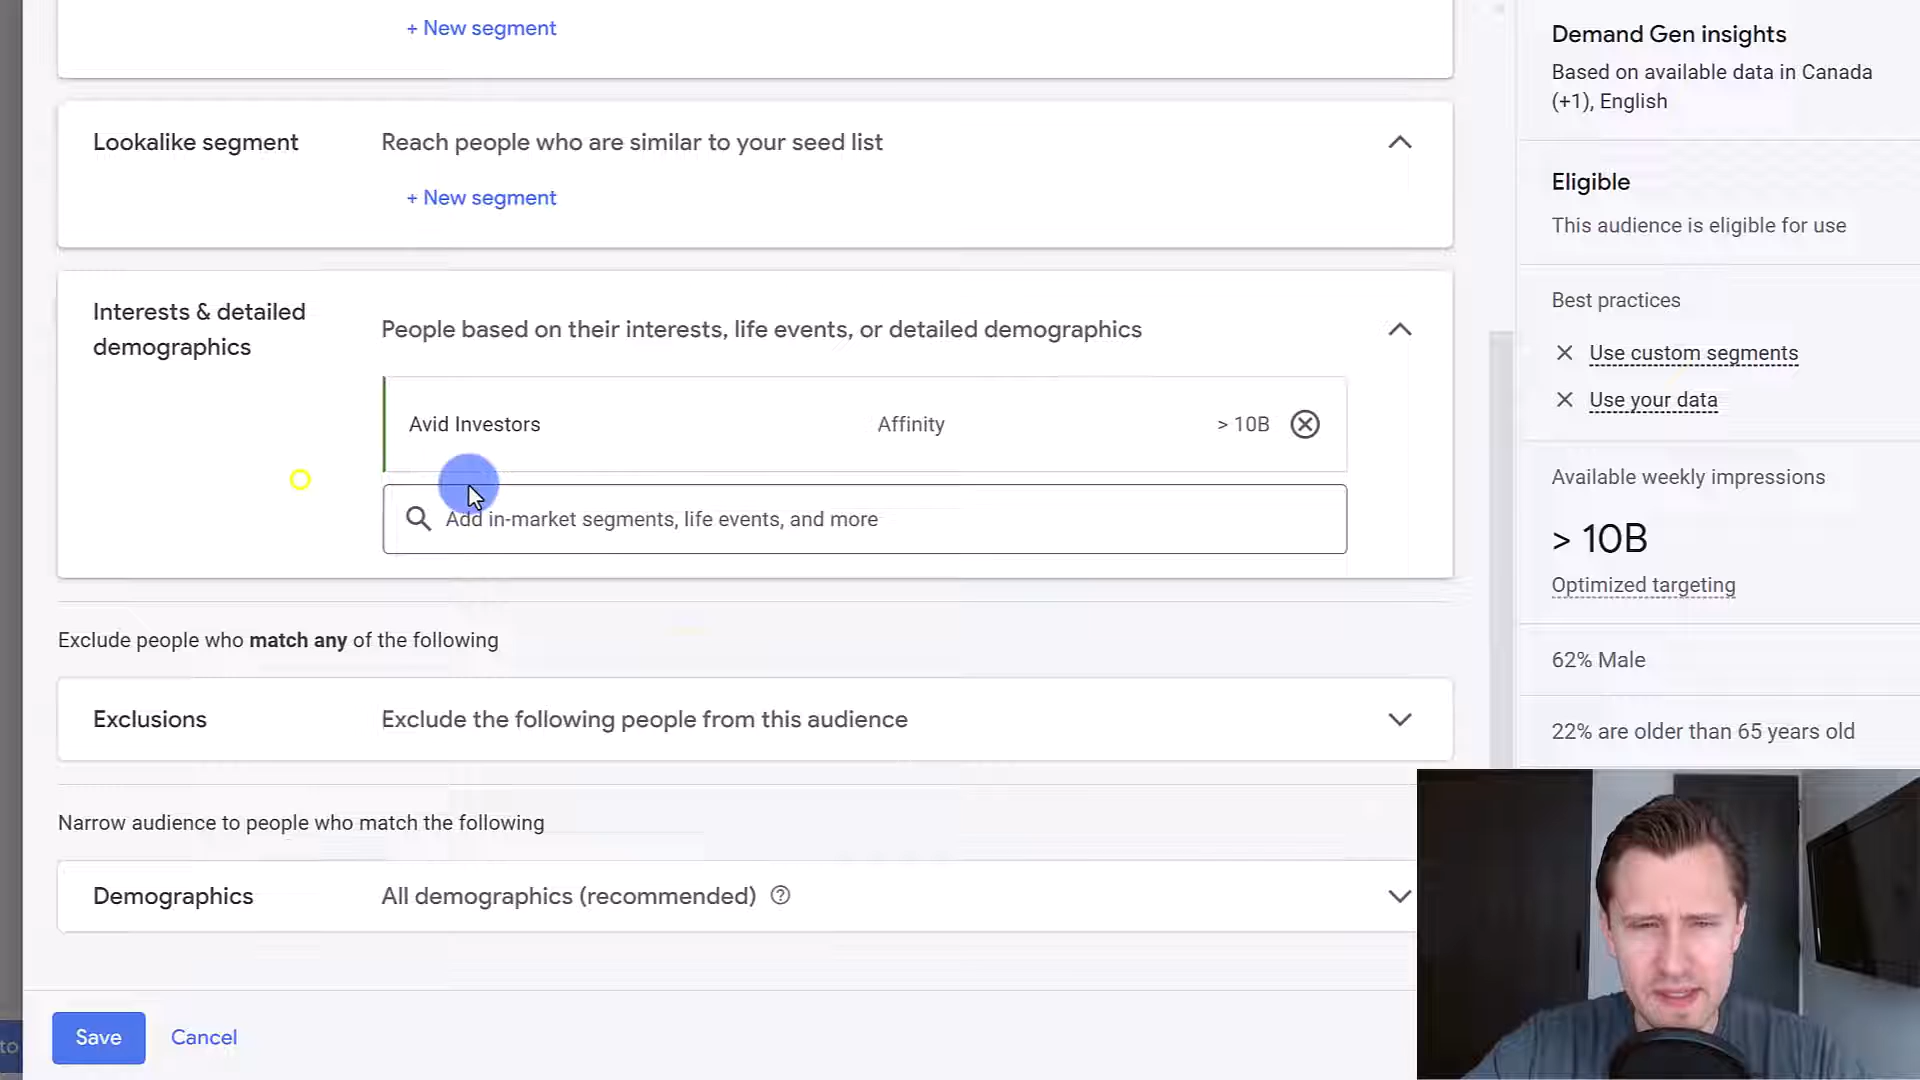 + New segment
Lookalike segment
Reach people who are similar to your seed list
+ New segment
Interests & detailed
demographics
People based on their interests, life events, or detailed demographics
Avid Investors
Affinity
> 10B
Add in-market segments, life events, and more
Exclude people who match any of the following
Exclusions
Exclude the following people from this audience
Narrow audience to people who match the following
Demographics
All demographics (recommended)
to
Save
Cancel
Demand Gen insights
Based on available data in Canada
(+1), English
Eligible
This audience is eligible for use
Best practices
Use custom segments
Use your data
Available weekly impressions
> 10B
Optimized targeting
62% Male
22% are older than 65 years old